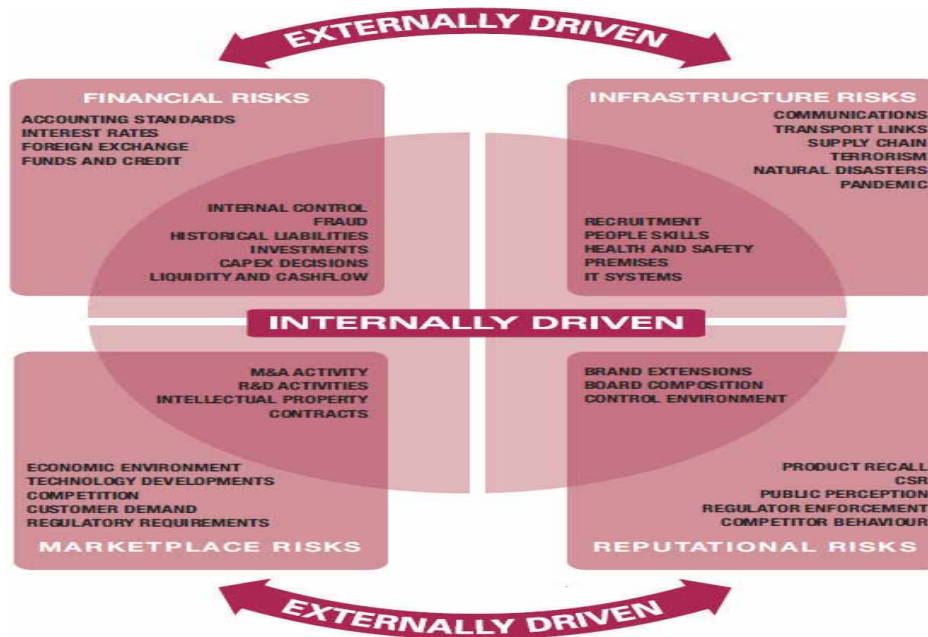 EXTERNALLY DRIVEN
FINANCIAL RISKS
ACCOUNTING STANDARDS
INTEREST RATES
FOREIGN EXCHANGE
FUNDS AND CREDIT
INTERNAL CONTROL
FRAUD
HISTORICAL LIABILITIES
INVESTMENTS
CAPEX DECISIONS
LIQUIDITY AND CASHFLOW
INFRASTRUCTURE RISKS
COMMUNICATIONS
TRANSPORT LINKS
SUPPLY CHAIN
TERRORISM
NATURAL DISASTERS
PANDEMIC
RECRUITMENT
PEOPLE SKILLS
HEALTH AND SAFETY
PREMISES
IT SYSTEMS
INTERNALLY DRIVEN
M&A ACTIVITY
R&D ACTIVITIES
INTELLECTUAL PROPERTY
CONTRACTS
ECONOMIC ENVIRONMENT
TECHNOLOGY DEVELOPMENTS
COMPETITION
CUSTOMER DEMAND
REGULATORY REQUIREMENTS
MARKETPLACE RISKS
BRAND EXTENSIONS
BOARD COMPOSITION
CONTROL ENVIRONMENT
PRODUCT RECALL
CSR
PUBLIC PERCEPTION
REGULATOR ENFORCEMENT
COMPETITOR BEHAVIOUR
REPUTATIONAL RISKS
EXTERNALLY DRIVEN